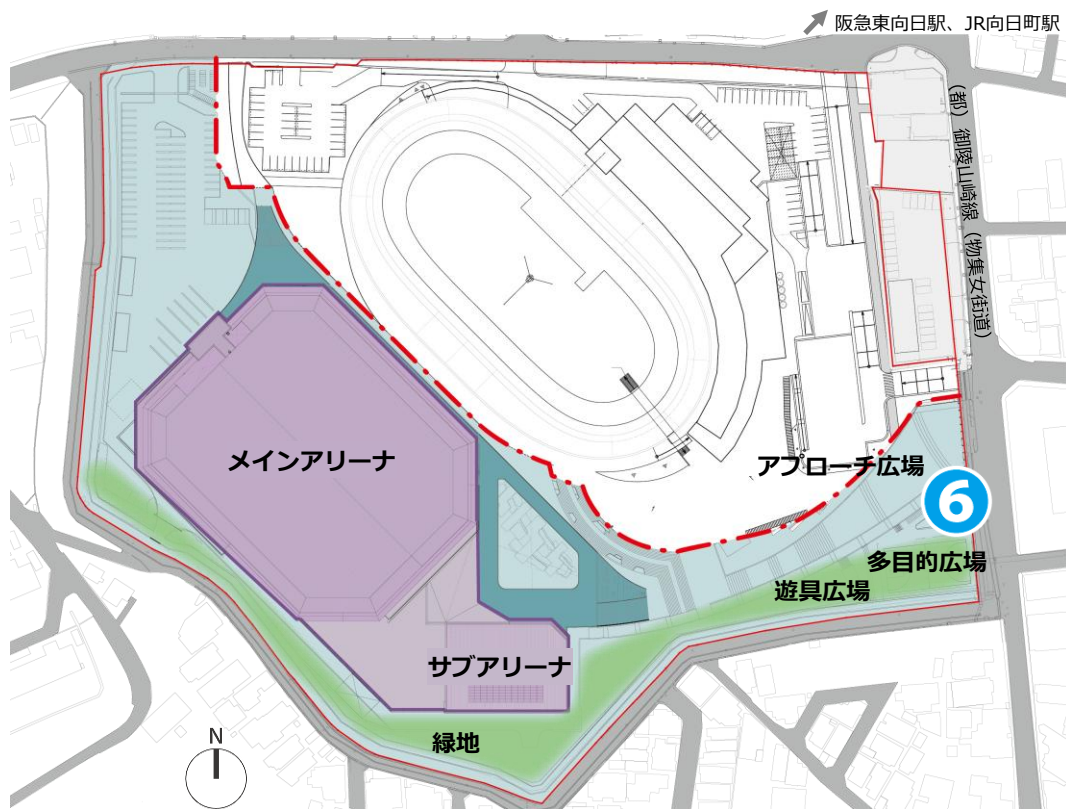 阪急東向日駅、JR向日町駅
(都) 御陵山崎線 (物集女街道)
メインアリーナ
アプローチ広場
6
多目的広場
遊具広場
サブアリーナ
緑地
N